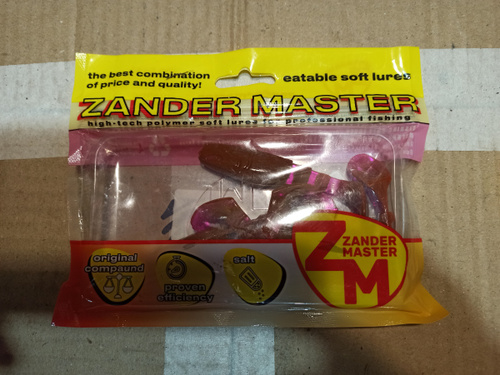 the best combination
of price and quality!
eatable soft lures
ZANDER MASTER
high-tech polymer soft lures for professional fishing
original
compaund
proven
efficiency
salt
ZM
ZANDER
MASTER